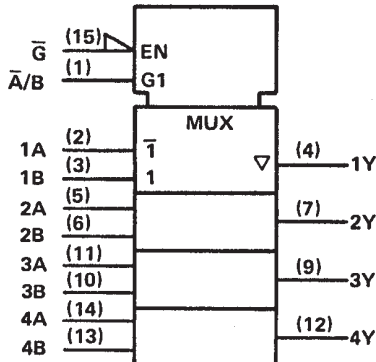 G̅ (15) EN
A̅/B (1) G1
MUX
1A (2) 1̅ ▽ (4) 1Y
1B (3) 1
2A (5) (7) 2Y
2B (6)
3A (11) (9) 3Y
3B (10)
4A (14) (12) 4Y
4B (13)